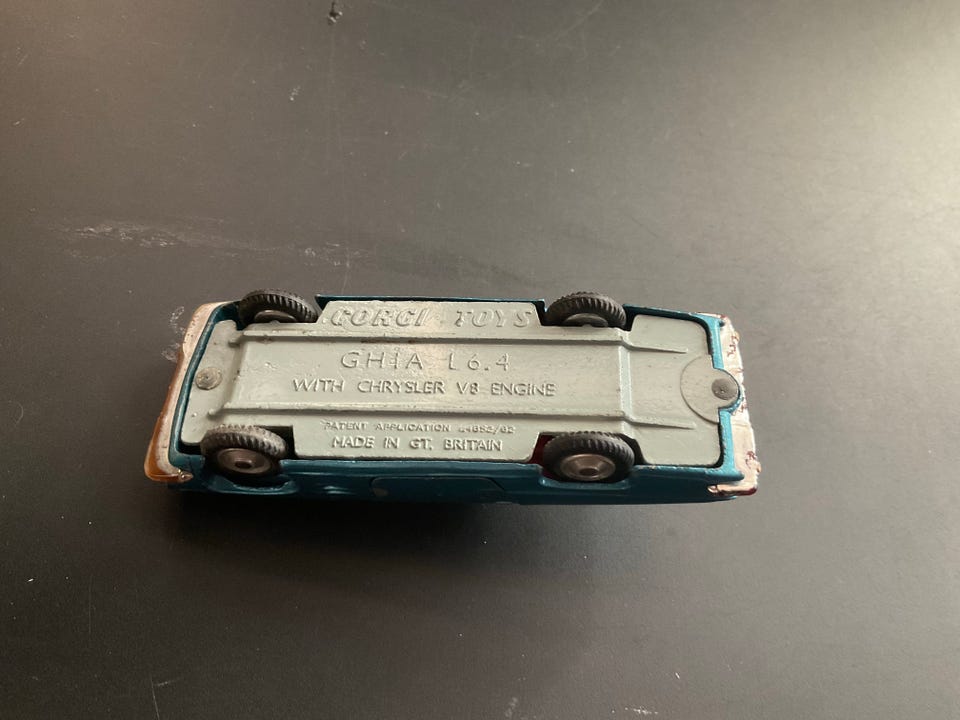 CORGI TOYS
GHIA L6.4
WITH CHRYSLER V8 ENGINE
PATENT APPLICATION
MADE IN GT. BRITAIN